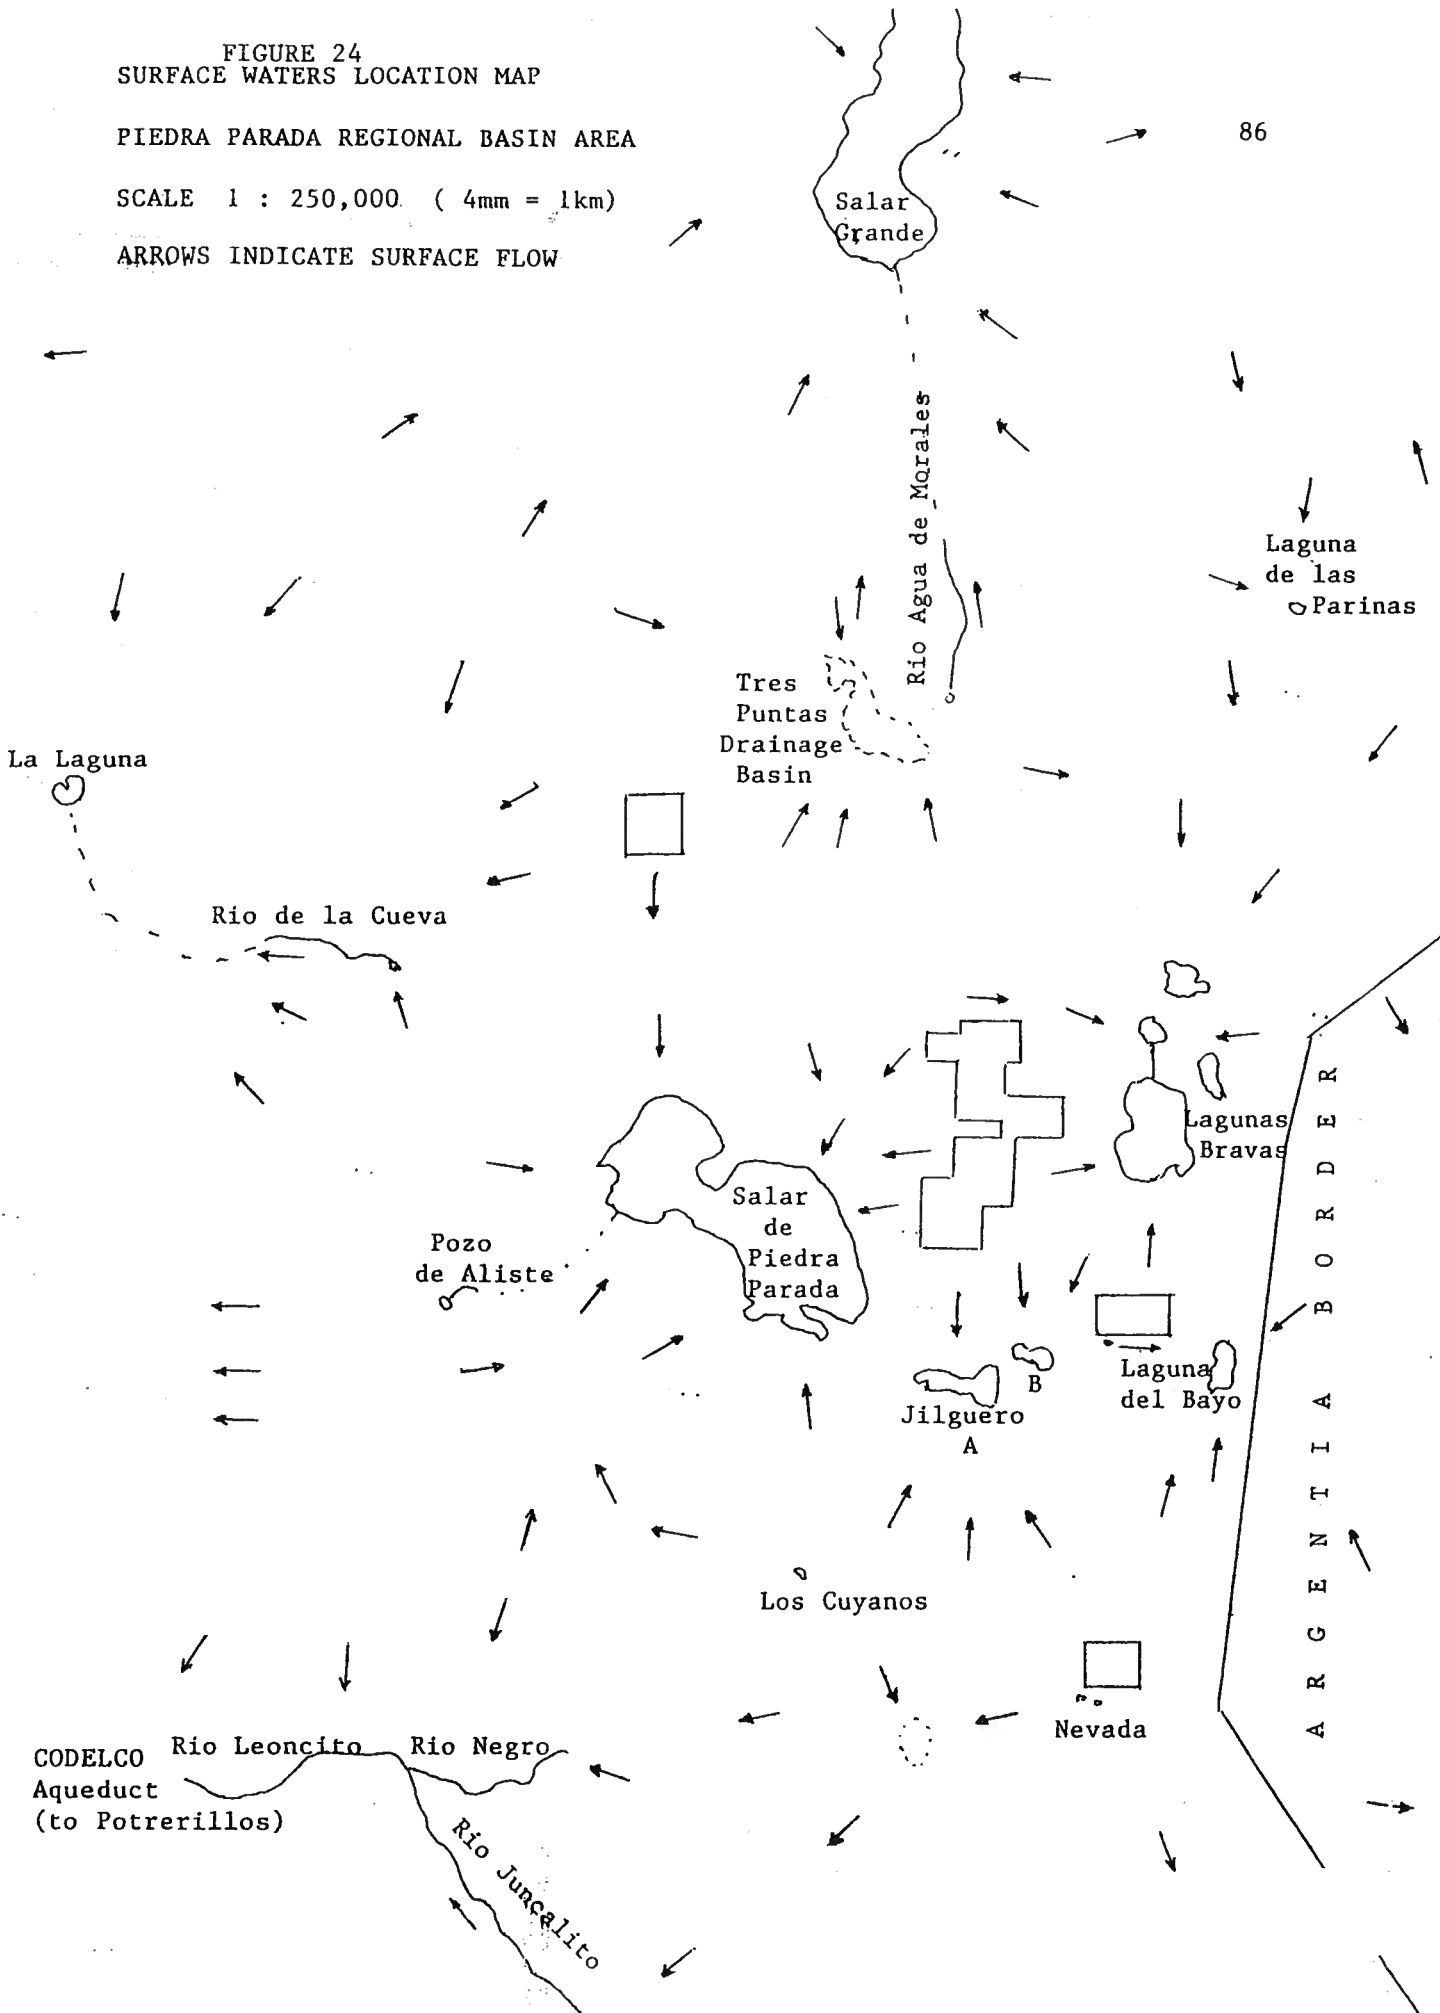 FIGURE 24
SURFACE WATERS LOCATION MAP
PIEDRA PARADA REGIONAL BASIN AREA
SCALE 1 : 250,000 ( 4mm = 1km)
ARROWS INDICATE SURFACE FLOW
86
Salar
Grande
Rio Agua de Morales
Laguna
de las
Parinas
Tres
Puntas
Drainage
Basin
La Laguna
Rio de la Cueva
Lagunas
Bravas
Salar
de
Piedra
Parada
Pozo
de Aliste
Laguna
del Bayo
B
Jilguero
A
ARGENTIA BORDER
Los Cuyanos
Nevada
CODELCO
Aqueduct
(to Potrerillos)
Rio Leoncito
Rio Negro
Rio Juncalito